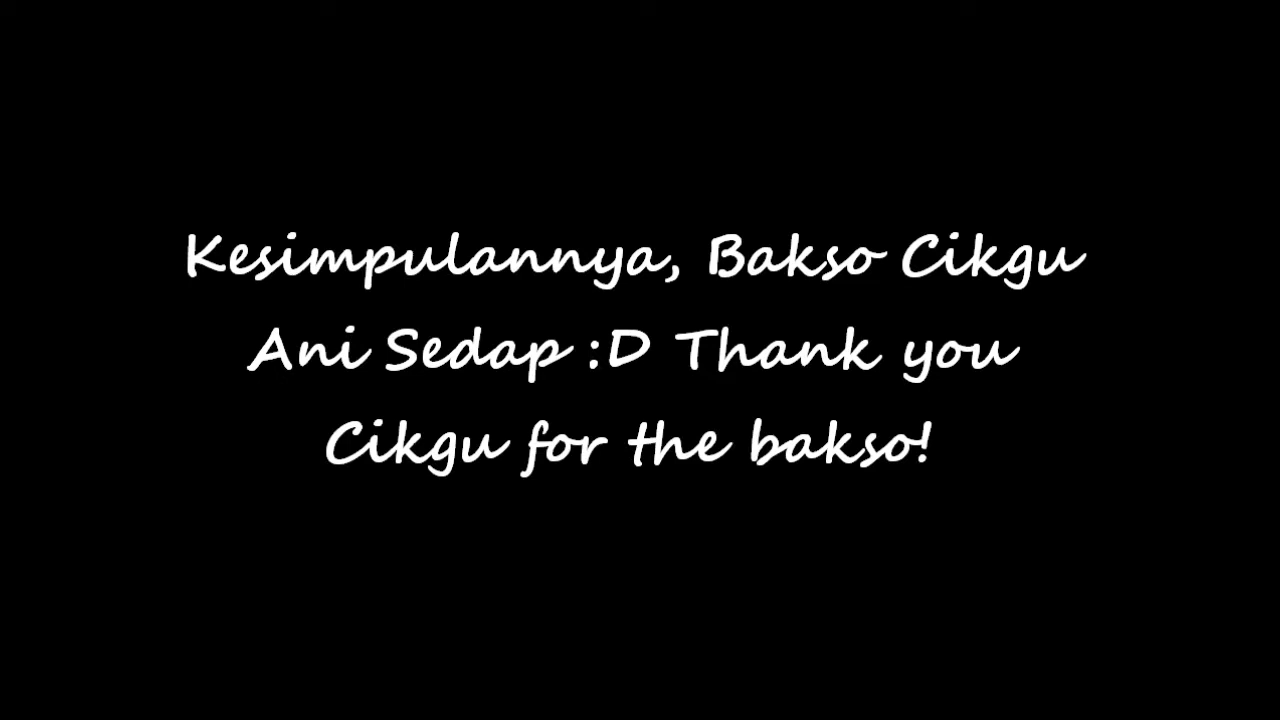 Kesimpulannya, Bakso Cikgu
Ani Sedap :D Thank you
Cikgu for the bakso!